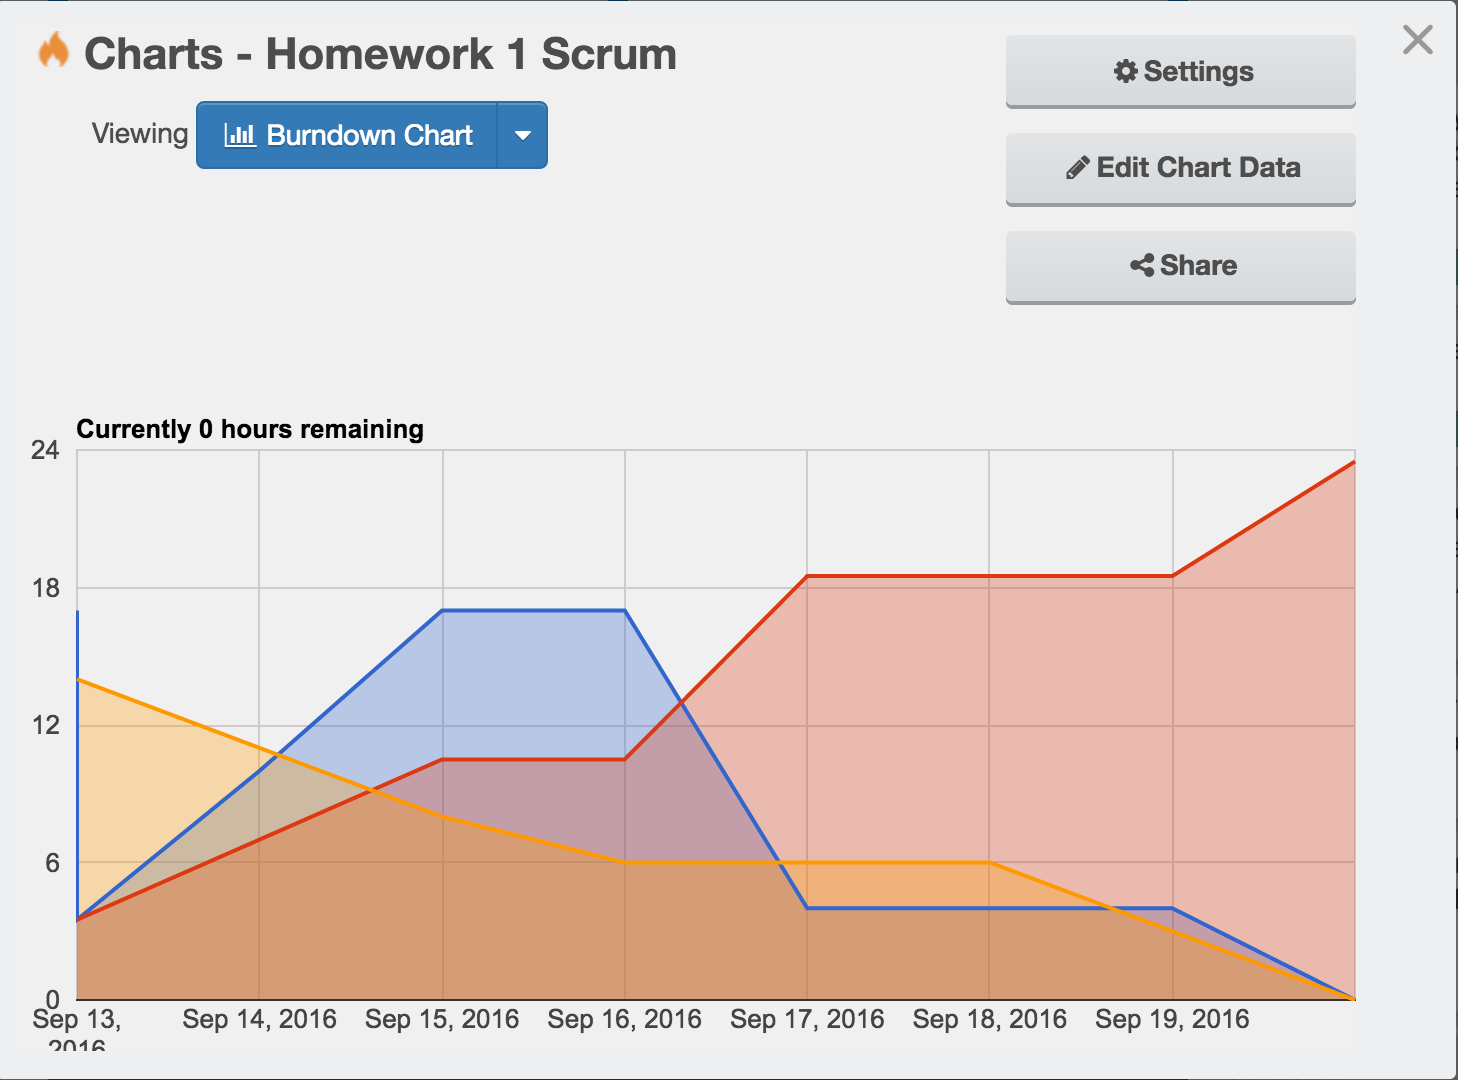 Charts - Homework 1 Scrum
Settings
Viewing
Burndown Chart
Edit Chart Data
Share
Currently 0 hours remaining
24
18
12
6
0
Sep 13, 2016
Sep 14, 2016
Sep 15, 2016
Sep 16, 2016
Sep 17, 2016
Sep 18, 2016
Sep 19, 2016